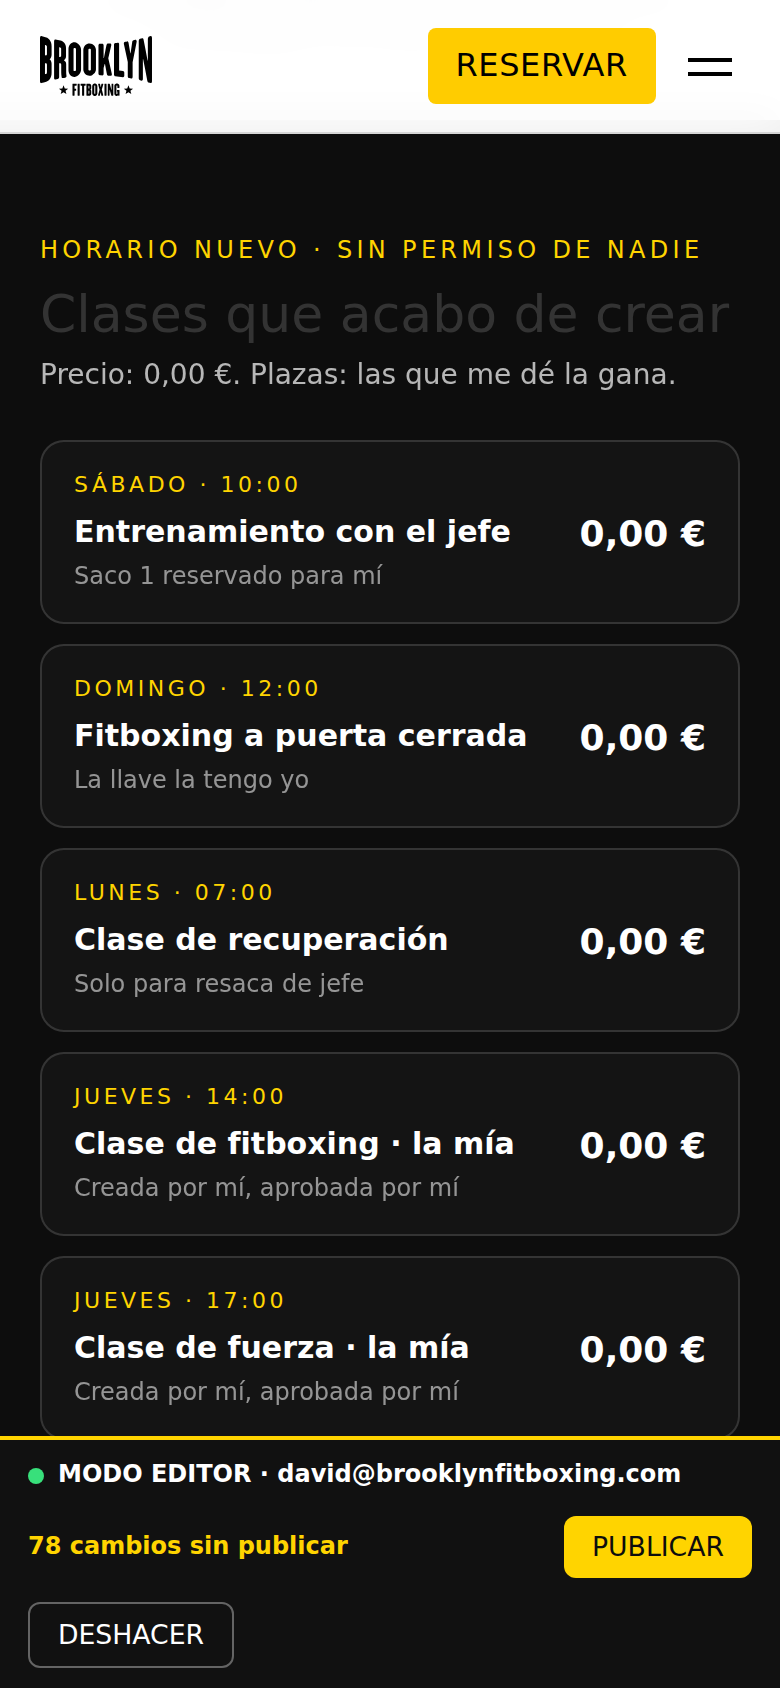 BROOKLYN
★ FITBOXING ★
RESERVAR
HORARIO NUEVO · SIN PERMISO DE NADIE
Clases que acabo de crear
Precio: 0,00 €. Plazas: las que me dé la gana.
SÁBADO · 10:00
Entrenamiento con el jefe
0,00 €
Saco 1 reservado para mí
DOMINGO · 12:00
Fitboxing a puerta cerrada
0,00 €
La llave la tengo yo
LUNES · 07:00
Clase de recuperación
0,00 €
Solo para resaca de jefe
JUEVES · 14:00
Clase de fitboxing · la mía
0,00 €
Creada por mí, aprobada por mí
JUEVES · 17:00
Clase de fuerza · la mía
0,00 €
Creada por mí, aprobada por mí
MODO EDITOR · david@brooklynfitboxing.com
78 cambios sin publicar
PUBLICAR
DESHACER